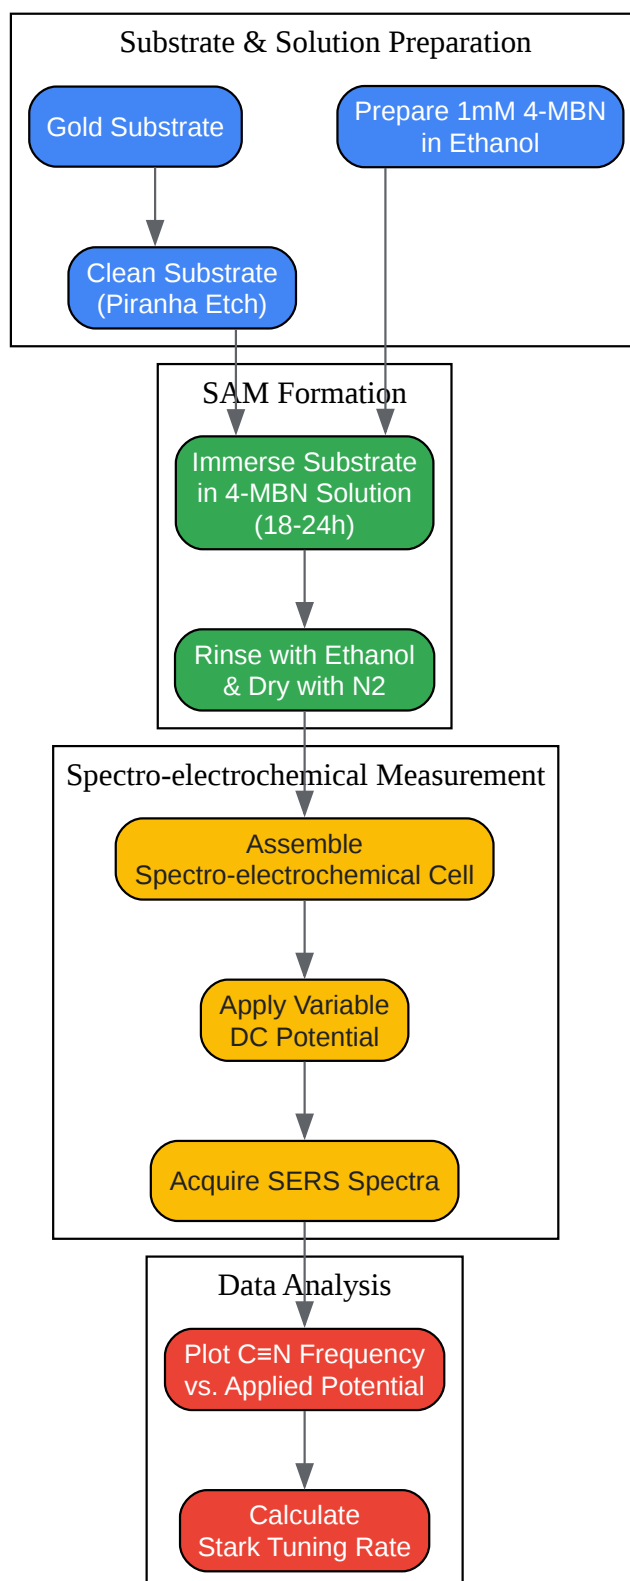 Substrate & Solution Preparation
Gold Substrate
Prepare 1mM 4-MBN
in Ethanol
Clean Substrate
(Piranha Etch)
SAM Formation
Immerse Substrate
in 4-MBN Solution
(18-24h)
Rinse with Ethanol
& Dry with N2
Spectro-electrochemical Measurement
Assemble
Spectro-electrochemical Cell
Apply Variable
DC Potential
Acquire SERS Spectra
Data Analysis
Plot C≡N Frequency
vs. Applied Potential
Calculate
Stark Tuning Rate